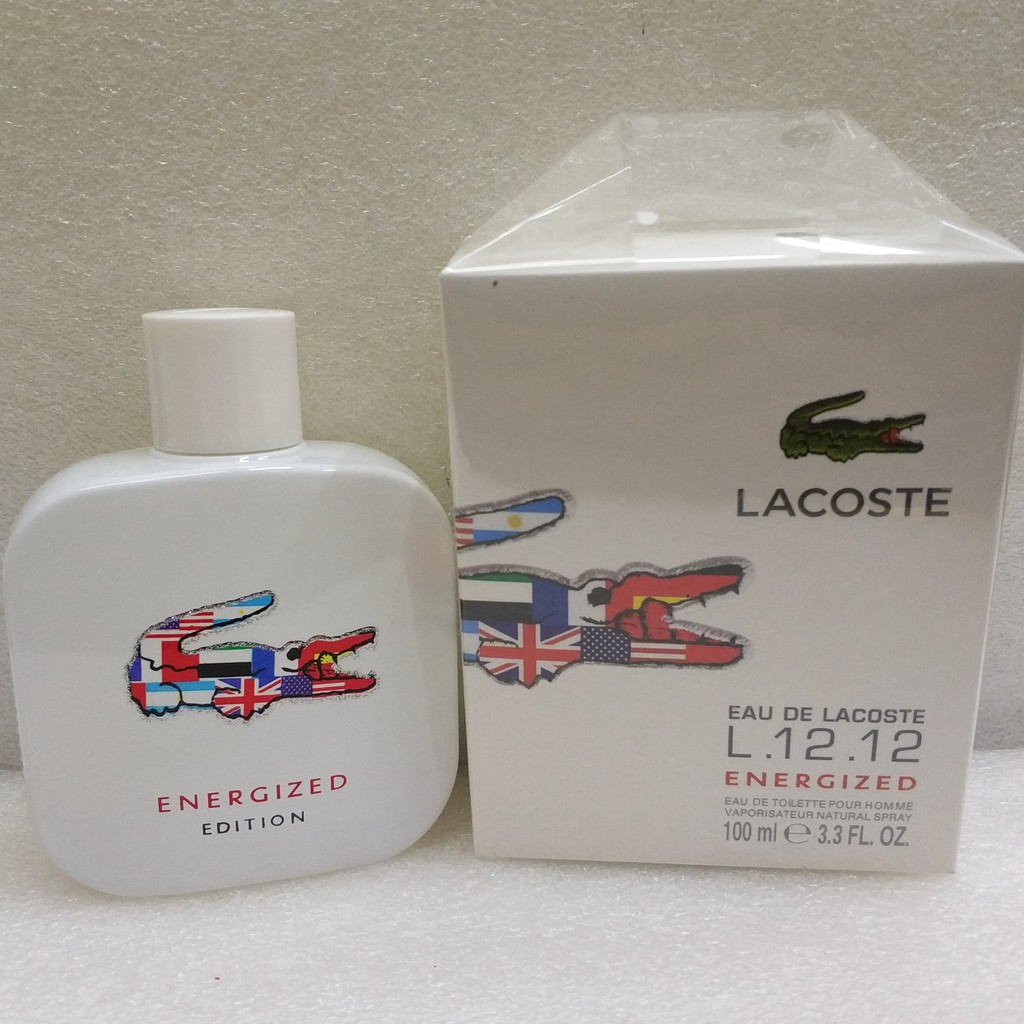 ENERGIZED
EDITION
LACOSTE
EAU DE LACOSTE
L.12.12
ENERGIZED
EAU DE TOILETTE POUR HOMME
VAPORISATEUR NATURAL SPRAY
100 ml ℮ 3.3 FL. OZ.